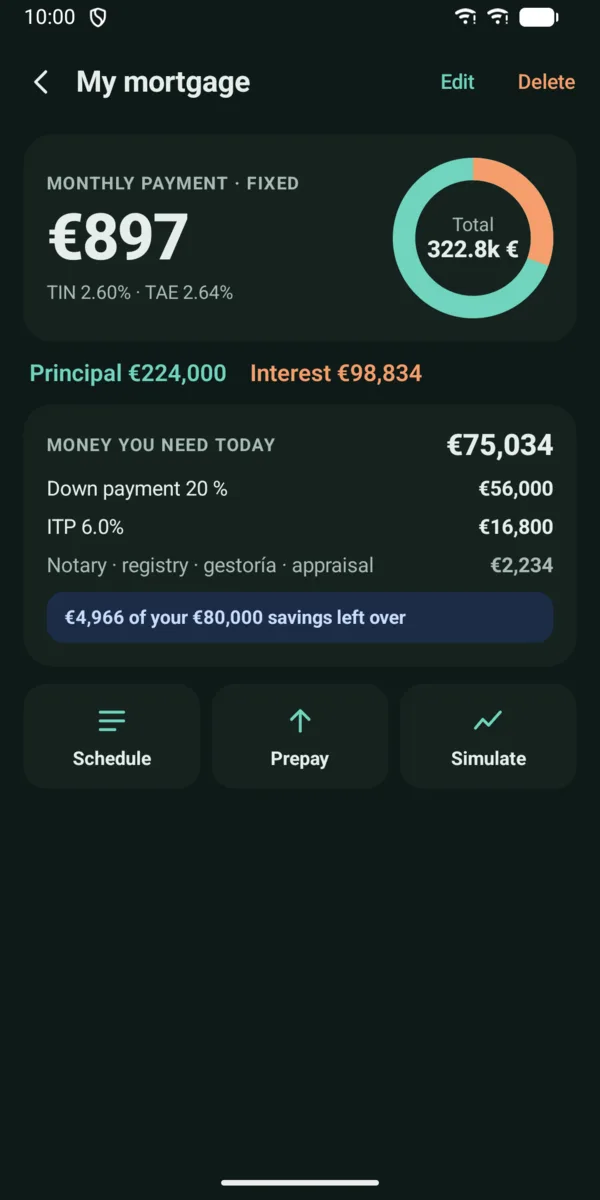 10:00
My mortgage
Edit
Delete
MONTHLY PAYMENT · FIXED
€897
TIN 2.60% · TAE 2.64%
Total
322.8k €
Principal €224,000
Interest €98,834
MONEY YOU NEED TODAY
€75,034
Down payment 20 %
€56,000
ITP 6.0%
€16,800
Notary · registry · gestoría · appraisal
€2,234
€4,966 of your €80,000 savings left over
Schedule
Prepay
Simulate